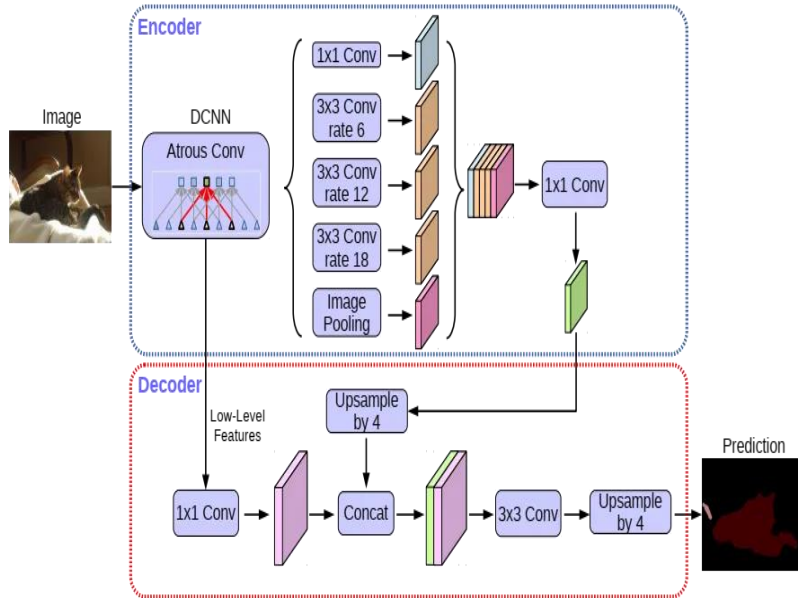 Encoder
Image
DCNN
Atrous Conv
1x1 Conv
3x3 Conv
rate 6
3x3 Conv
rate 12
3x3 Conv
rate 18
Image
Pooling
1x1 Conv
Decoder
Low-Level
Features
Upsample
by 4
1x1 Conv
Concat
3x3 Conv
Upsample
by 4
Prediction